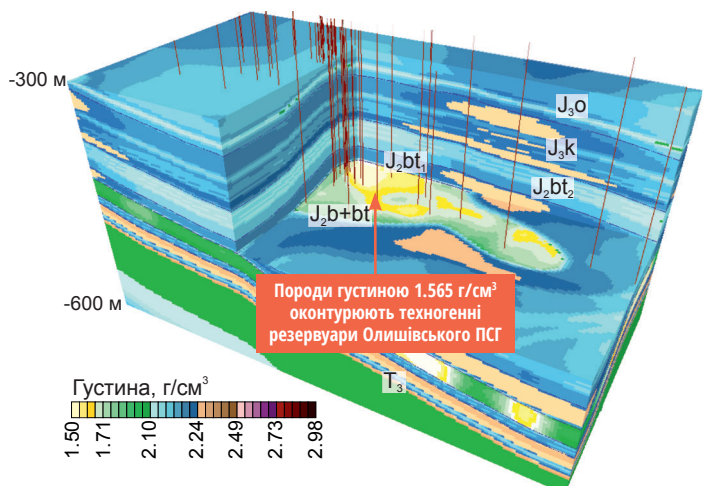 -300 м
J₃o
J₃k
J₂bt₁
J₂bt₂
J₂b+bt
-600 м
Породи густиною 1.565 г/см³
оконтурюють техногенні
резервуари Олишівського ПСГ
T₃
Густина, г/см³
1.50 1.71 2.10 2.24 2.49 2.73 2.98